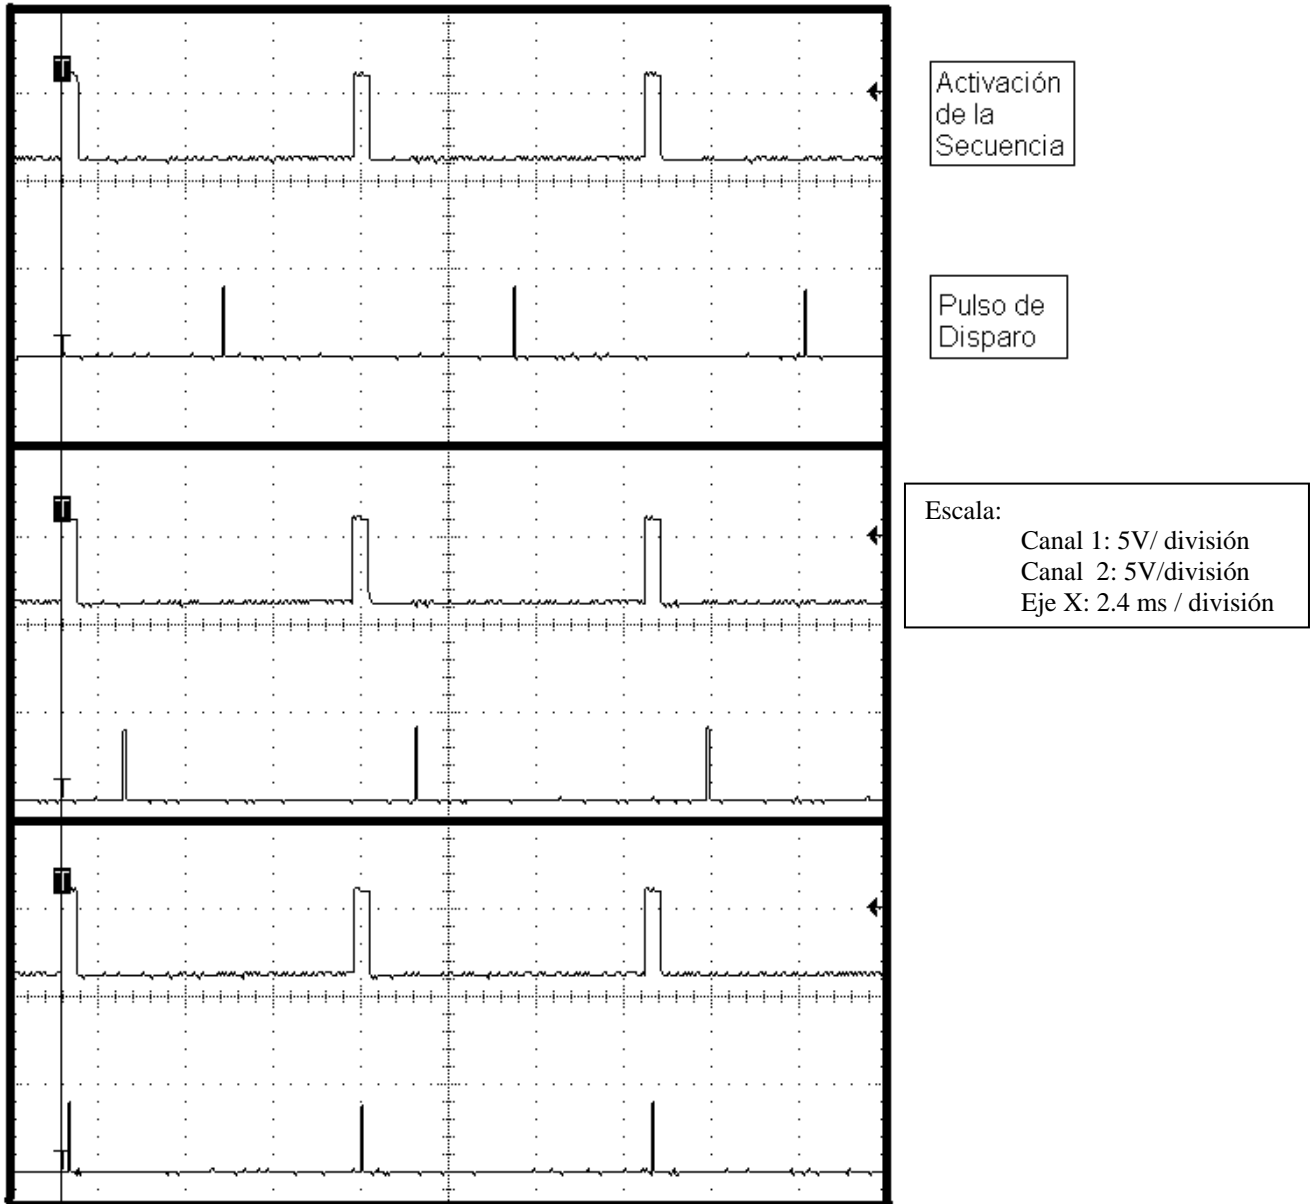 Activación
de la
Secuencia
Pulso de
Disparo
Escala:
Canal 1: 5V/ división
Canal 2: 5V/división
Eje X: 2.4 ms / división
T
T
T
T
T
T